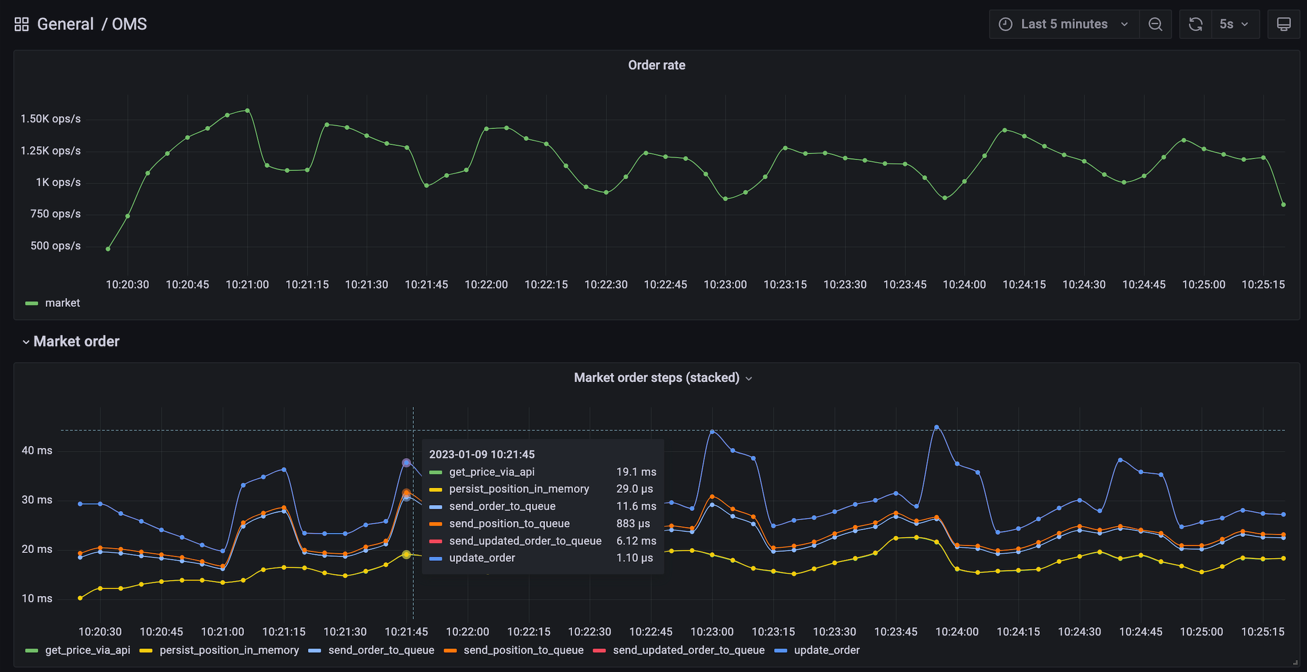 General / OMS
Last 5 minutes
5s
Order rate
1.50K ops/s
1.25K ops/s
1K ops/s
750 ops/s
500 ops/s
10:20:30 10:20:45 10:21:00 10:21:15 10:21:30 10:21:45 10:22:00 10:22:15 10:22:30 10:22:45 10:23:00 10:23:15 10:23:30 10:23:45 10:24:00 10:24:15 10:24:30 10:24:45 10:25:00 10:25:15
market
Market order
Market order steps (stacked)
40 ms
30 ms
20 ms
10 ms
2023-01-09 10:21:45
get_price_via_api 19.1 ms
persist_position_in_memory 29.0 µs
send_order_to_queue 11.6 ms
send_position_to_queue 883 µs
send_updated_order_to_queue 6.12 ms
update_order 1.10 µs
10:20:30 10:20:45 10:21:00 10:21:15 10:21:30 10:21:45 10:22:00 10:22:15 10:22:30 10:22:45 10:23:00 10:23:15 10:23:30 10:23:45 10:24:00 10:24:15 10:24:30 10:24:45 10:25:00 10:25:15
get_price_via_api persist_position_in_memory send_order_to_queue send_position_to_queue send_updated_order_to_queue update_order